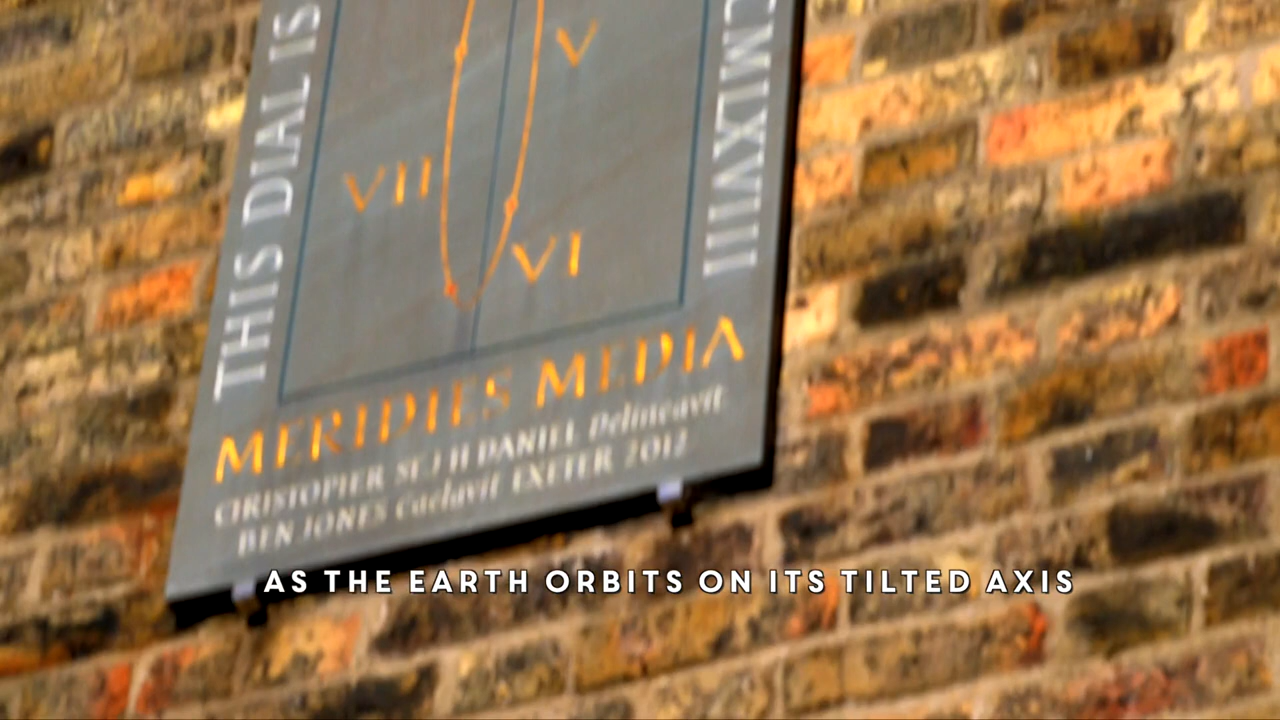 THIS DIAL IS
CMLXVIII
V
VII
VI
MERIDIES MEDIA
CHRISTOPHER ST J H DANIEL Delineavit
BEN JONES Caelavit EXETER 2012
AS THE EARTH ORBITS ON ITS TILTED AXIS